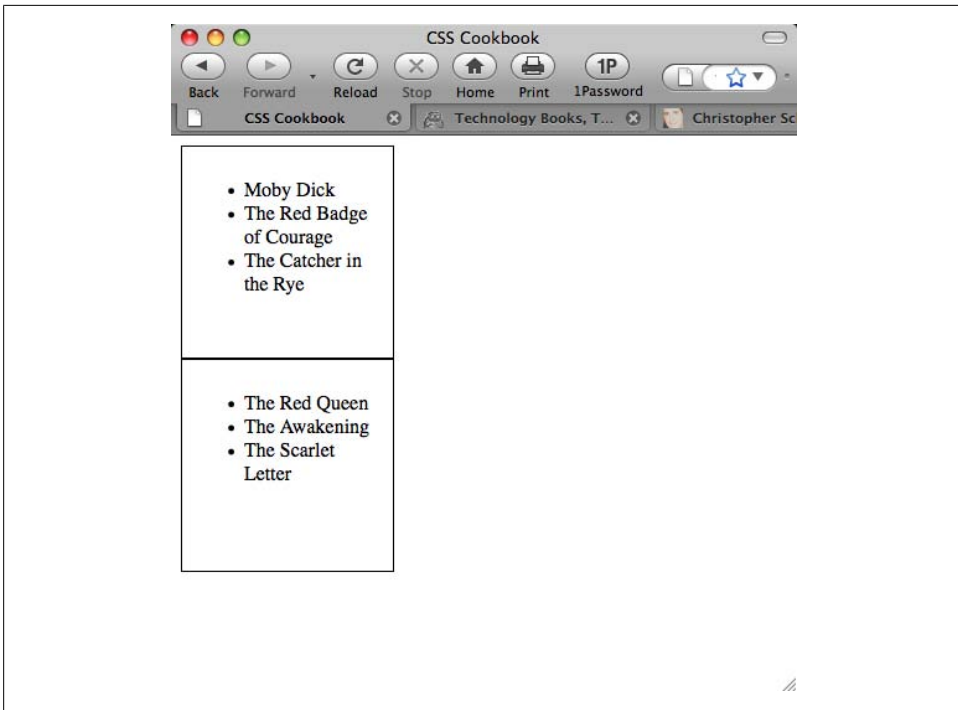 CSS Cookbook
1P
Back Forward Reload Stop Home Print 1Password
CSS Cookbook Technology Books, T... Christopher Sc
• Moby Dick
• The Red Badge
of Courage
• The Catcher in
the Rye
• The Red Queen
• The Awakening
• The Scarlet
Letter